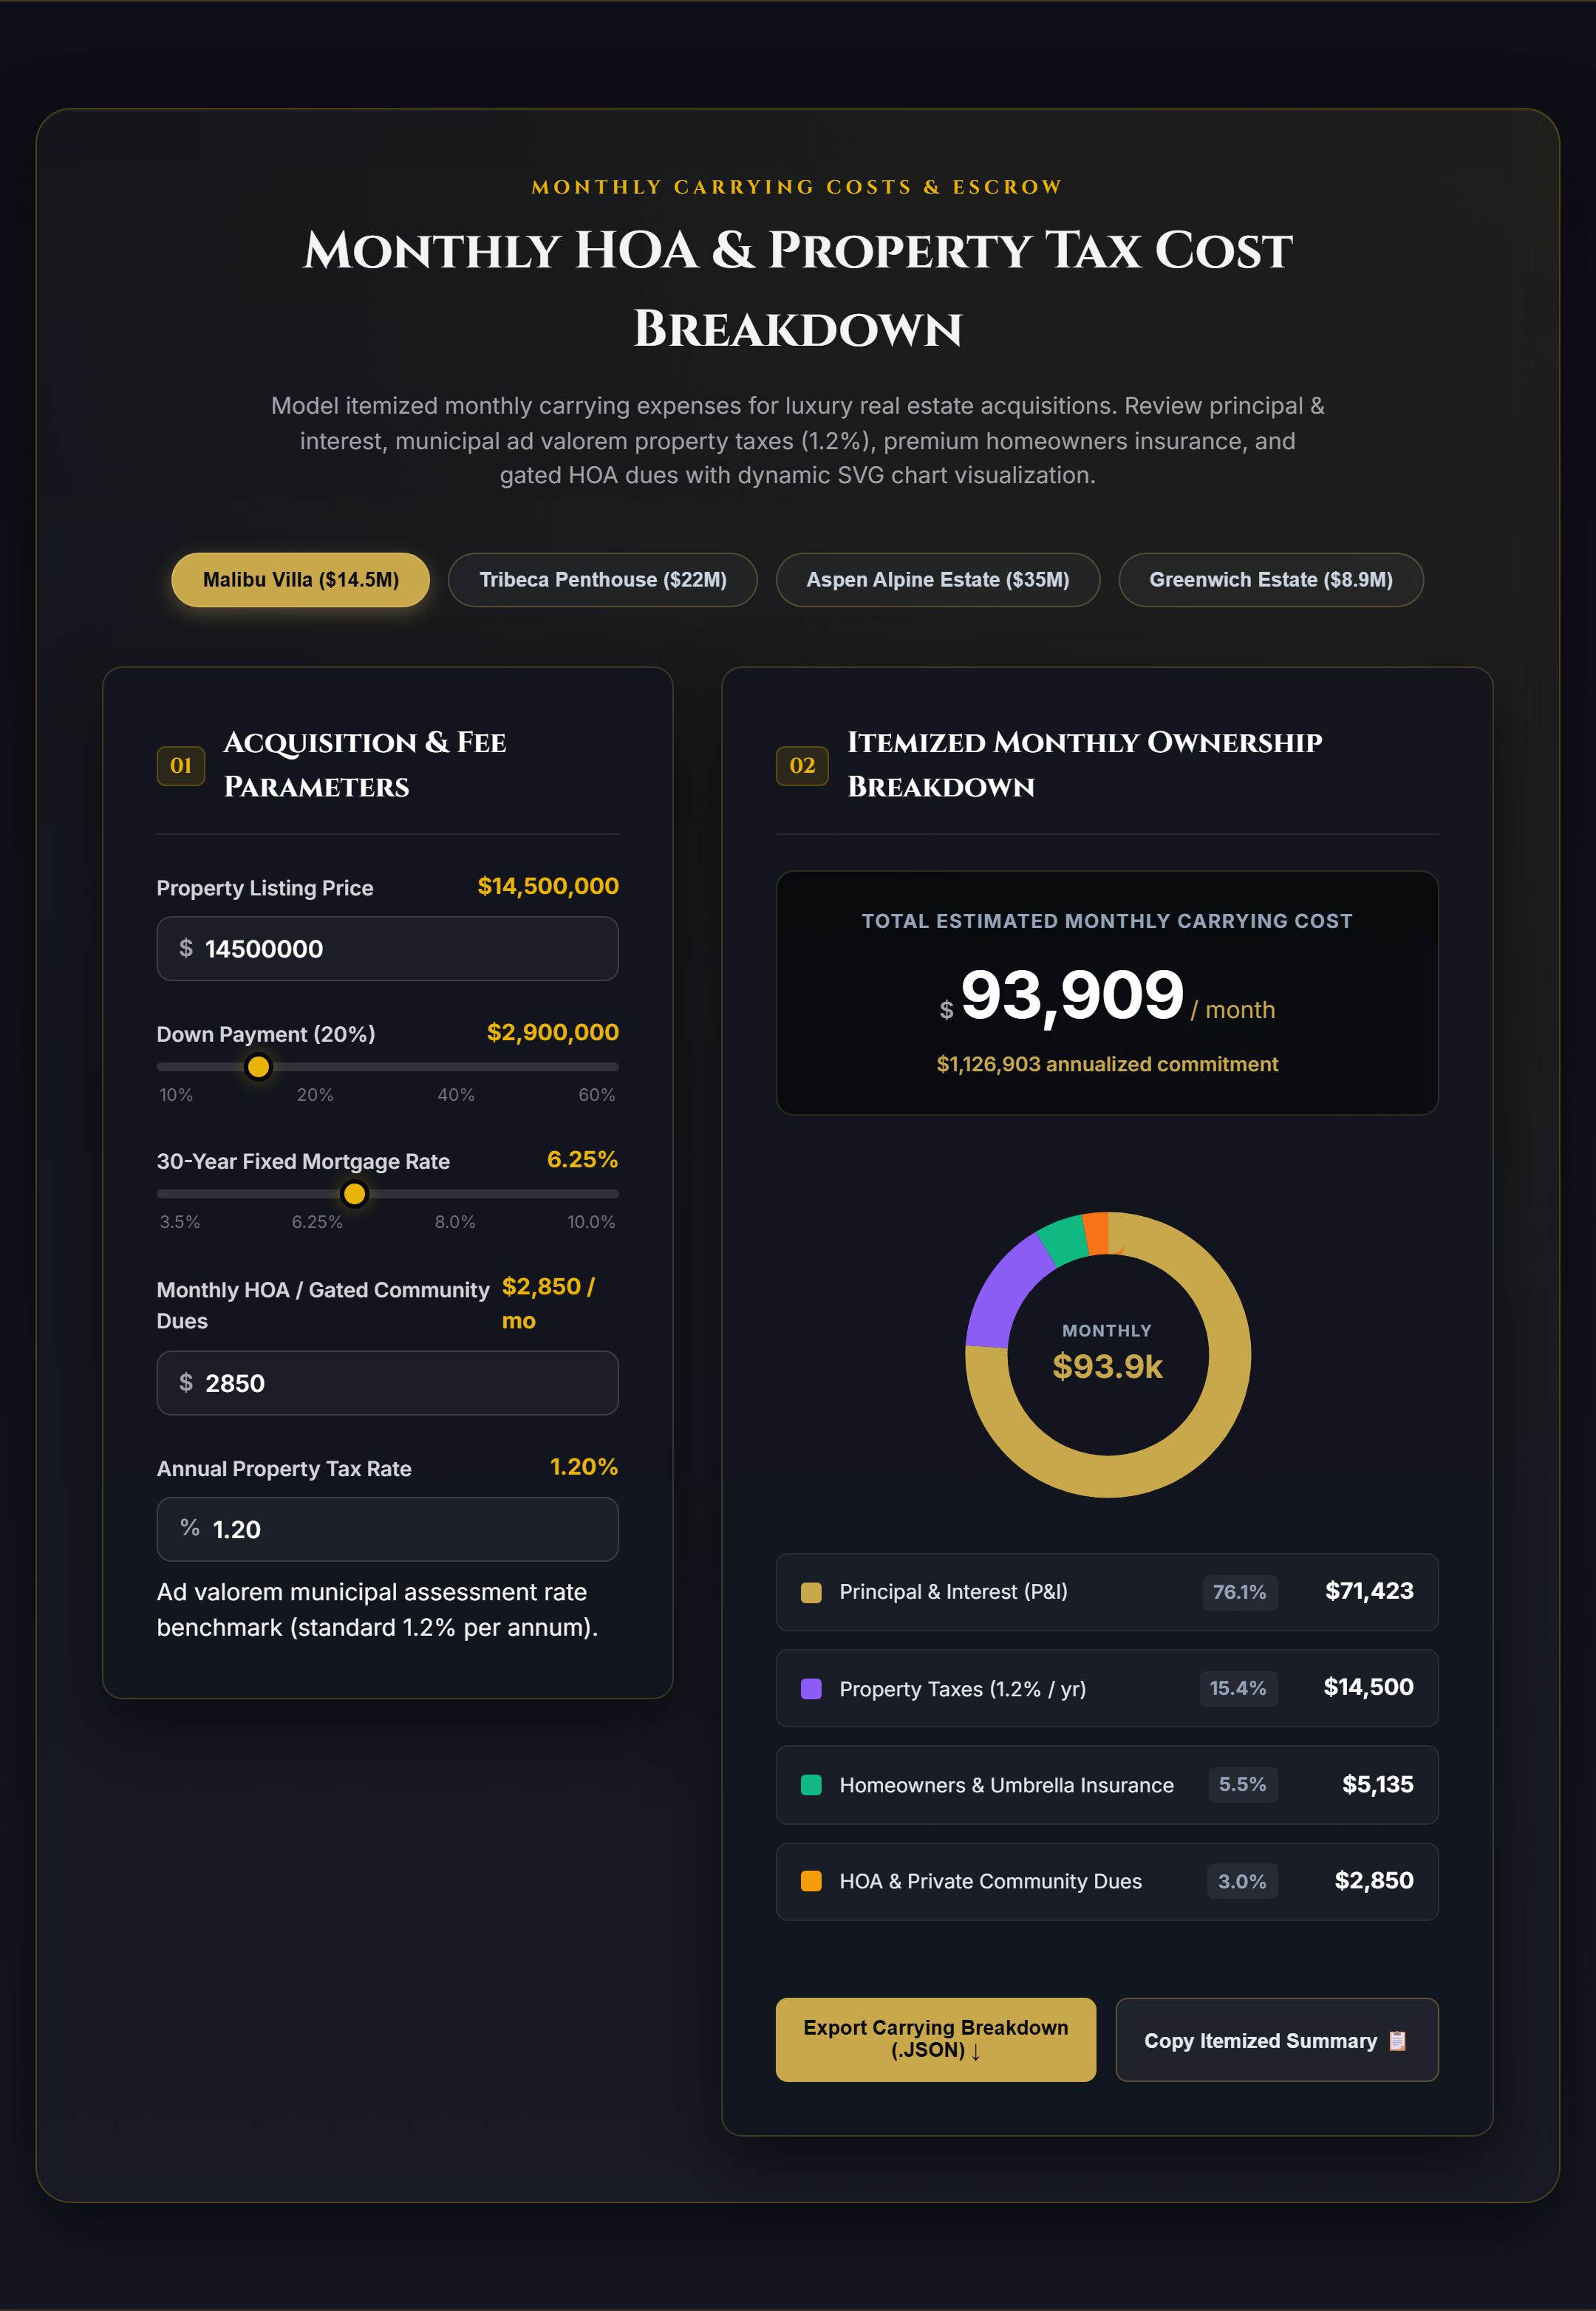 MONTHLY CARRYING COSTS & ESCROW
Monthly HOA & Property Tax Cost
Breakdown
Model itemized monthly carrying expenses for luxury real estate acquisitions. Review principal &
interest, municipal ad valorem property taxes (1.2%), premium homeowners insurance, and
gated HOA dues with dynamic SVG chart visualization.
Malibu Villa ($14.5M)
Tribeca Penthouse ($22M)
Aspen Alpine Estate ($35M)
Greenwich Estate ($8.9M)
01
Acquisition & Fee
Parameters
Property Listing Price
$14,500,000
$ 14500000
Down Payment (20%)
$2,900,000
10% 20% 40% 60%
30-Year Fixed Mortgage Rate
6.25%
3.5% 6.25% 8.0% 10.0%
Monthly HOA / Gated Community
Dues
$2,850 /
mo
$ 2850
Annual Property Tax Rate
1.20%
% 1.20
Ad valorem municipal assessment rate
benchmark (standard 1.2% per annum).
02
Itemized Monthly Ownership
Breakdown
TOTAL ESTIMATED MONTHLY CARRYING COST
$ 93,909 / month
$1,126,903 annualized commitment
MONTHLY
$93.9k
Principal & Interest (P&I) 76.1% $71,423
Property Taxes (1.2% / yr) 15.4% $14,500
Homeowners & Umbrella Insurance 5.5% $5,135
HOA & Private Community Dues 3.0% $2,850
Export Carrying Breakdown
(.JSON) ↓
Copy Itemized Summary 📋